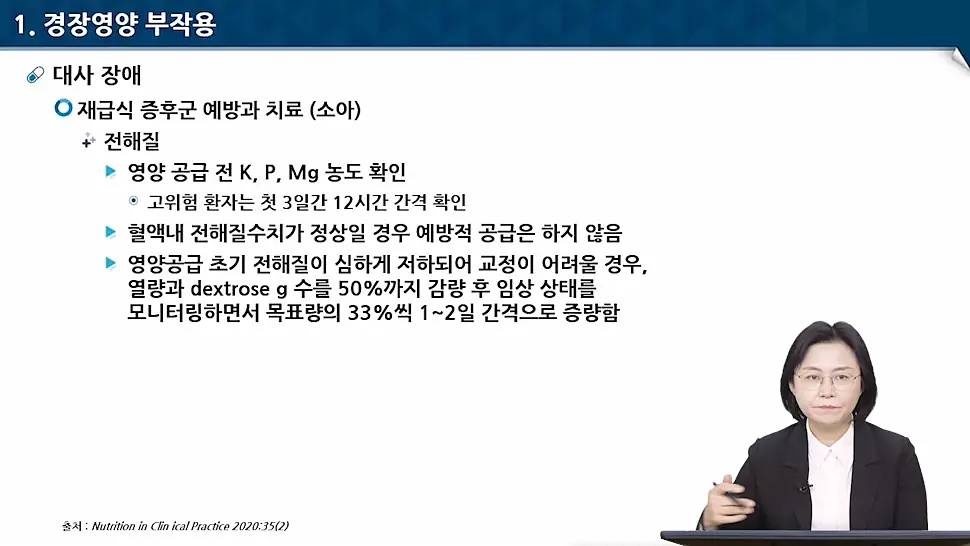 1. 경장영양 부작용
대사 장애
재급식 증후군 예방과 치료 (소아)
전해질
영양 공급 전 K, P, Mg 농도 확인
고위험 환자는 첫 3일간 12시간 간격 확인
혈액내 전해질수치가 정상일 경우 예방적 공급은 하지 않음
영양공급 초기 전해질이 심하게 저하되어 교정이 어려울 경우,
열량과 dextrose g 수를 50%까지 감량 후 임상 상태를
모니터링하면서 목표량의 33%씩 1~2일 간격으로 증량함
출처 : Nutrition in Clin ical Practice 2020:35(2)